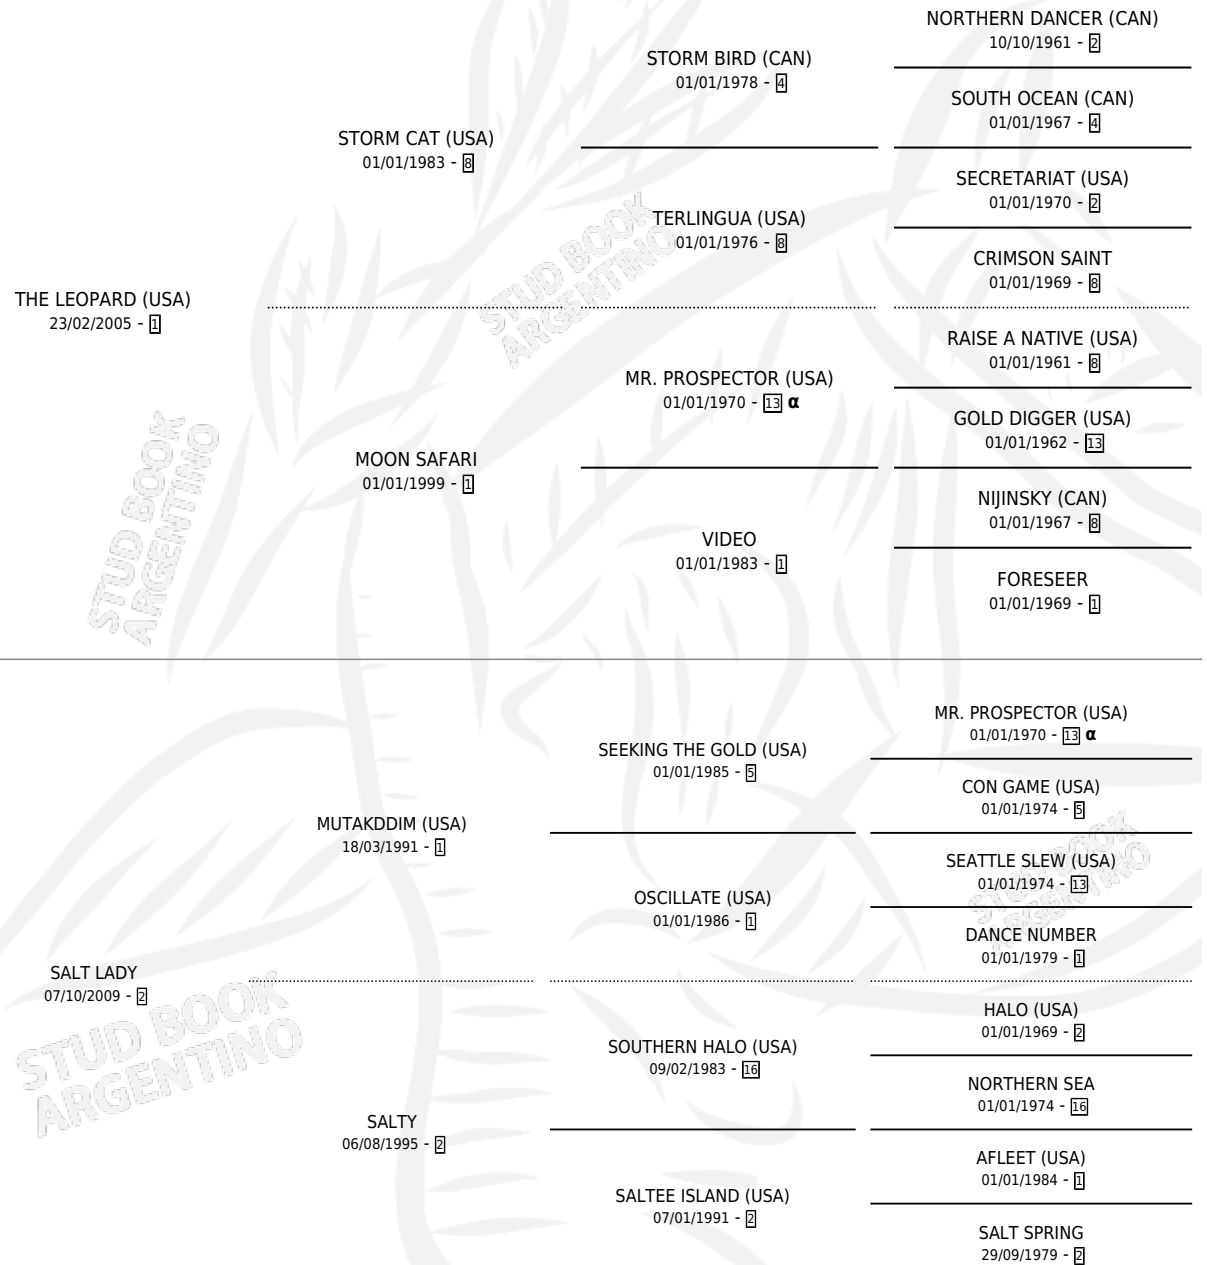 NORTHERN DANCER (CAN)
10/10/1961 - 2
STORM BIRD (CAN)
01/01/1978 - 4
SOUTH OCEAN (CAN)
01/01/1967 - 4
STORM CAT (USA)
01/01/1983 - 8
SECRETARIAT (USA)
01/01/1970 - 2
TERLINGUA (USA)
01/01/1976 - 8
CRIMSON SAINT
01/01/1969 - 8
THE LEOPARD (USA)
23/02/2005 - 1
RAISE A NATIVE (USA)
01/01/1961 - 8
MR. PROSPECTOR (USA)
01/01/1970 - 13 α
GOLD DIGGER (USA)
01/01/1962 - 13
MOON SAFARI
01/01/1999 - 1
NIJINSKY (CAN)
01/01/1967 - 8
VIDEO
01/01/1983 - 1
FORESEER
01/01/1969 - 1
MR. PROSPECTOR (USA)
01/01/1970 - 13 α
SEEKING THE GOLD (USA)
01/01/1985 - 5
CON GAME (USA)
01/01/1974 - 5
MUTAKDDIM (USA)
18/03/1991 - 1
SEATTLE SLEW (USA)
01/01/1974 - 13
OSCILLATE (USA)
01/01/1986 - 1
DANCE NUMBER
01/01/1979 - 1
SALT LADY
07/10/2009 - 2
HALO (USA)
01/01/1969 - 2
SOUTHERN HALO (USA)
09/02/1983 - 16
NORTHERN SEA
01/01/1974 - 16
SALTY
06/08/1995 - 2
AFLEET (USA)
01/01/1984 - 1
SALTEE ISLAND (USA)
07/01/1991 - 2
SALT SPRING
29/09/1979 - 2
STUD BOOK
ARGENTINO
STUD BOOK
ARGENTINO
STUD BOOK
ARGENTINO
STUD BOOK
ARGENTINO